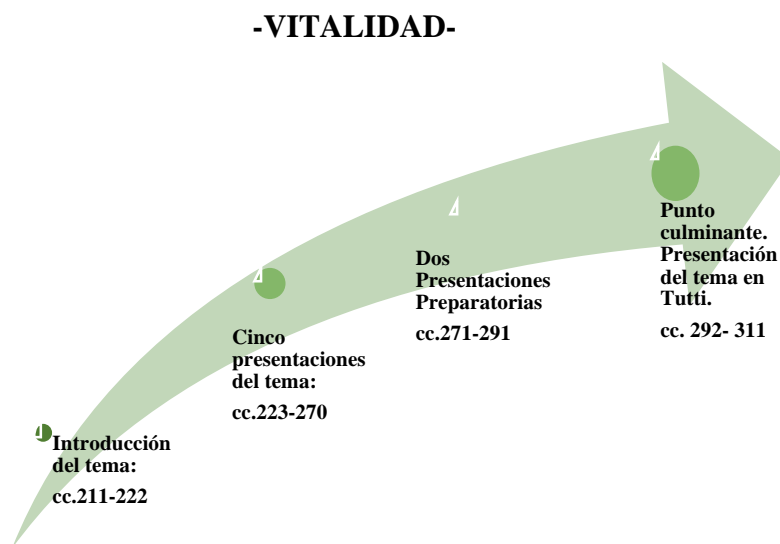 -VITALIDAD-
Introducción
del tema:
cc.211-222
Cinco
presentaciones
del tema:
cc.223-270
Dos
Presentaciones
Preparatorias
cc.271-291
Punto
culminante.
Presentación
del tema en
Tutti.
cc. 292- 311